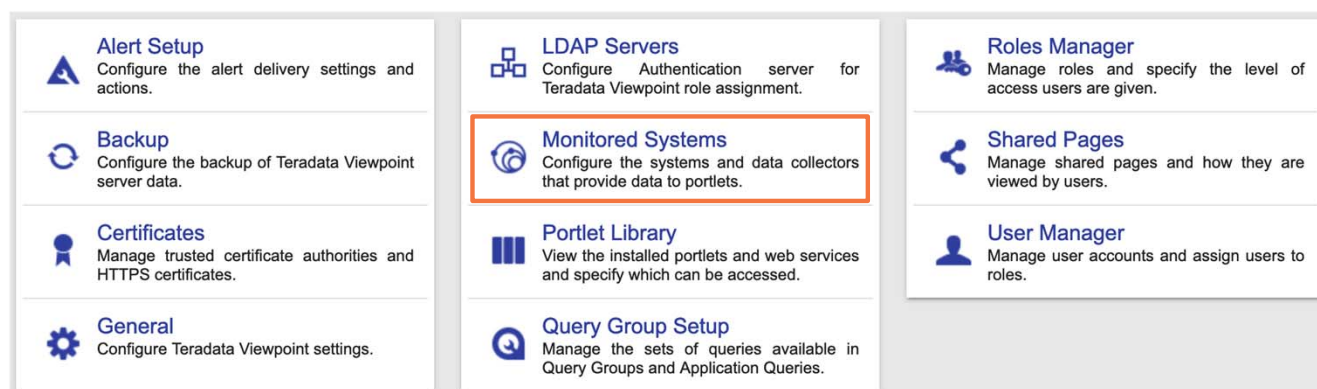 Alert Setup
Configure the alert delivery settings and
actions.
Backup
Configure the backup of Teradata Viewpoint
server data.
Certificates
Manage trusted certificate authorities and
HTTPS certificates.
General
Configure Teradata Viewpoint settings.
LDAP Servers
Configure Authentication server for
Teradata Viewpoint role assignment.
Monitored Systems
Configure the systems and data collectors
that provide data to portlets.
Portlet Library
View the installed portlets and web services
and specify which can be accessed.
Query Group Setup
Manage the sets of queries available in
Query Groups and Application Queries.
Roles Manager
Manage roles and specify the level of
access users are given.
Shared Pages
Manage shared pages and how they are
viewed by users.
User Manager
Manage user accounts and assign users to
roles.